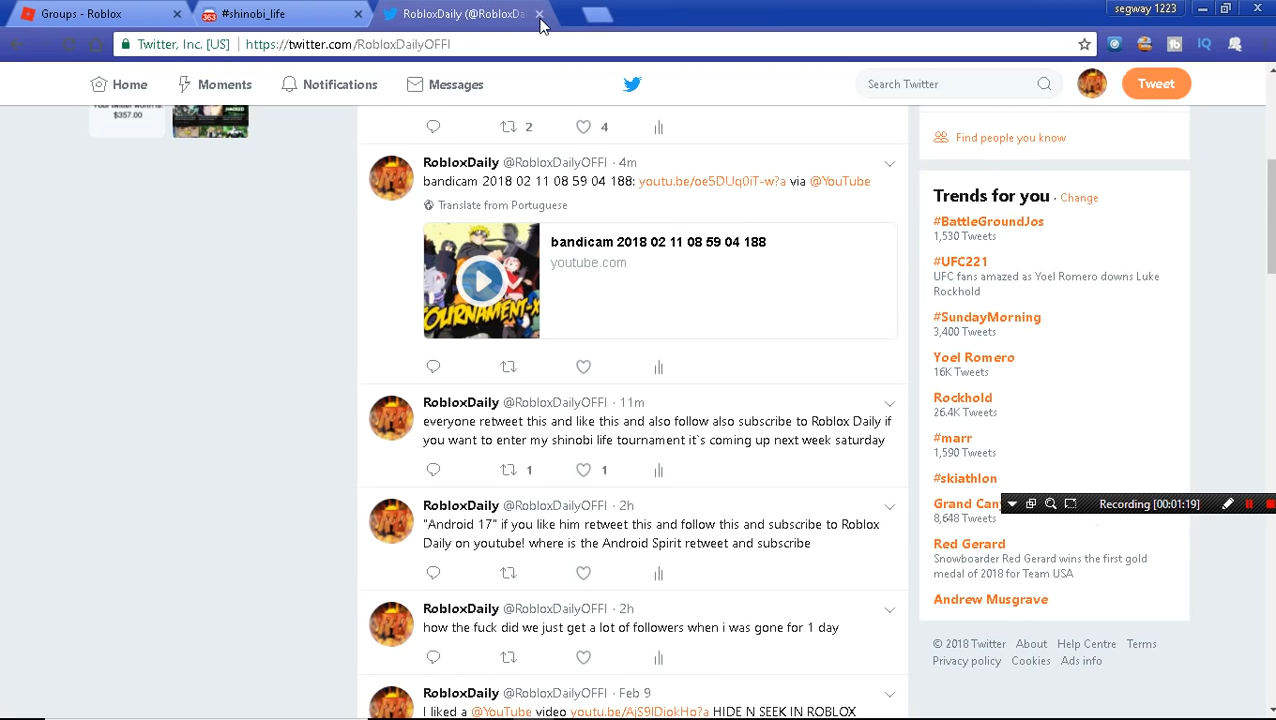 Groups - Roblox
363 #shinobi_life
RobloxDaily (@RobloxDa
segway 1223
Twitter, Inc. [US] https://twitter.com/RobloxDailyOFFI
Home Moments Notifications Messages
Search Twitter
Tweet
$357.00
2 4
Find people you know
RobloxDaily @RobloxDailyOFFI · 4m
bandicam 2018 02 11 08 59 04 188: youtu.be/oe5DUq0iT-w?a via @YouTube
Translate from Portuguese
TOURNAMENT-X
bandicam 2018 02 11 08 59 04 188
youtube.com
RobloxDaily @RobloxDailyOFFI · 11m
everyone retweet this and like this and also follow also subscribe to Roblox Daily if
you want to enter my shinobi life tournament it`s coming up next week saturday
1 1
RobloxDaily @RobloxDailyOFFI · 2h
"Android 17" if you like him retweet this and follow this and subscribe to Roblox
Daily on youtube! where is the Android Spirit retweet and subscribe
RobloxDaily @RobloxDailyOFFI · 2h
how the fuck did we just get a lot of followers when i was gone for 1 day
RobloxDaily @RobloxDailyOFFI · Feb 9
I liked a @YouTube video youtu.be/AjS9IDiokHo?a HIDE N SEEK IN ROBLOX
Trends for you · Change
#BattleGroundJos
1,530 Tweets
#UFC221
UFC fans amazed as Yoel Romero downs Luke
Rockhold
#SundayMorning
3,400 Tweets
Yoel Romero
16K Tweets
Rockhold
26.4K Tweets
#marr
1,590 Tweets
#skiathlon
Grand Can
8,648 Tweets
Recording [00:01:19]
Red Gerard
Snowboarder Red Gerard wins the first gold
medal of 2018 for Team USA
Andrew Musgrave
© 2018 Twitter About Help Centre Terms
Privacy policy Cookies Ads info